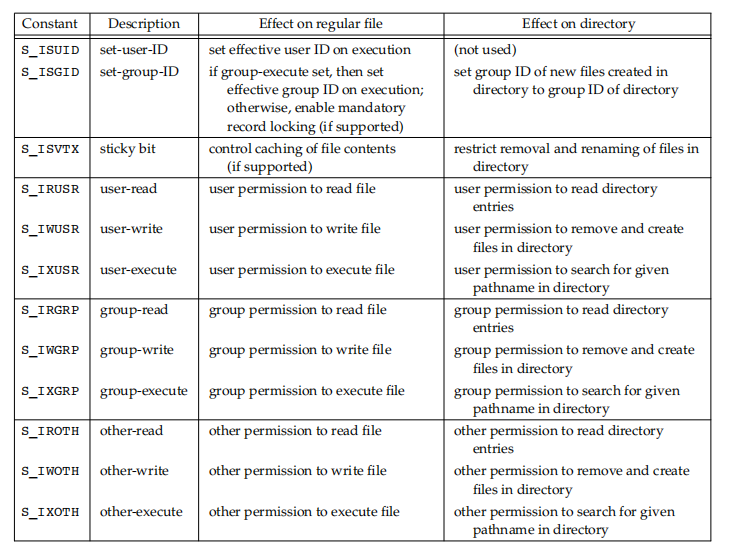 Constant Description Effect on regular file Effect on directory
S_ISUID set-user-ID set effective user ID on execution (not used)
S_ISGID set-group-ID if group-execute set, then set set group ID of new files created in
effective group ID on execution; directory to group ID of directory
otherwise, enable mandatory
record locking (if supported)
S_ISVTX sticky bit control caching of file contents restrict removal and renaming of files in
(if supported) directory
S_IRUSR user-read user permission to read file user permission to read directory
entries
S_IWUSR user-write user permission to write file user permission to remove and create
files in directory
S_IXUSR user-execute user permission to execute file user permission to search for given
pathname in directory
S_IRGRP group-read group permission to read file group permission to read directory
entries
S_IWGRP group-write group permission to write file group permission to remove and create
files in directory
S_IXGRP group-execute group permission to execute file group permission to search for given
pathname in directory
S_IROTH other-read other permission to read file other permission to read directory
entries
S_IWOTH other-write other permission to write file other permission to remove and create
files in directory
S_IXOTH other-execute other permission to execute file other permission to search for given
pathname in directory